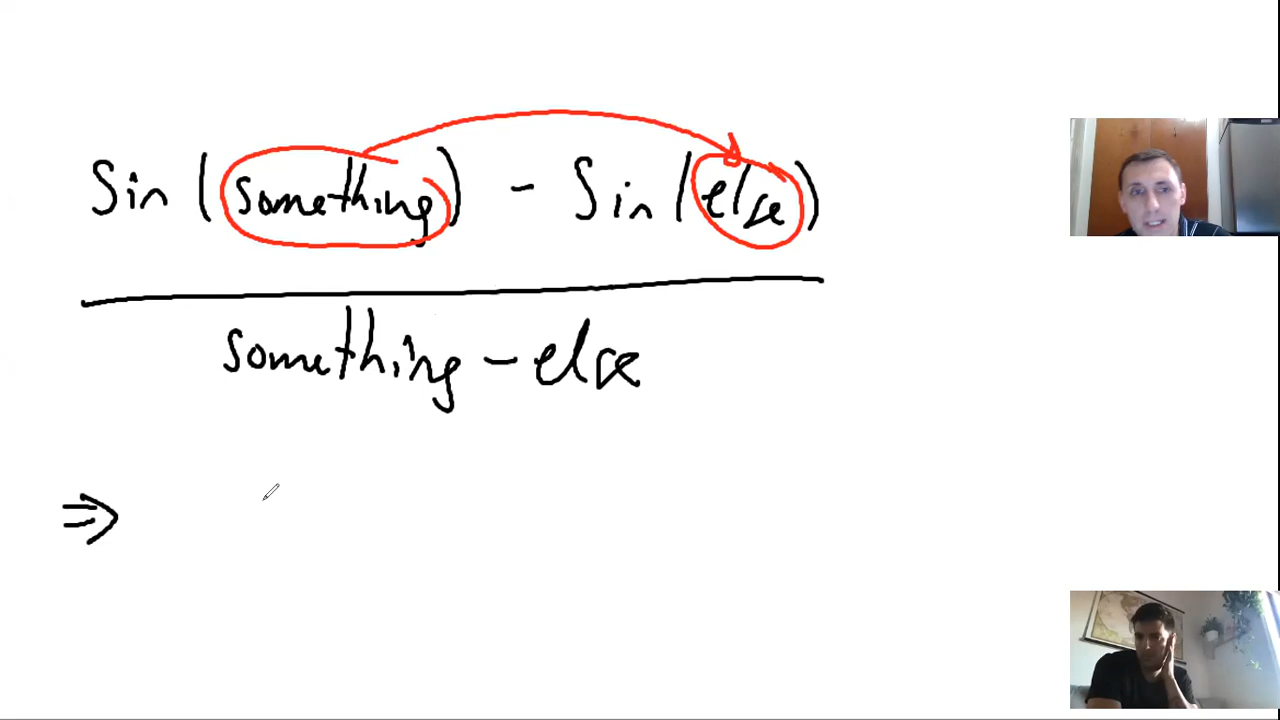 Sin (something) - Sin (else)
something - else
⇒